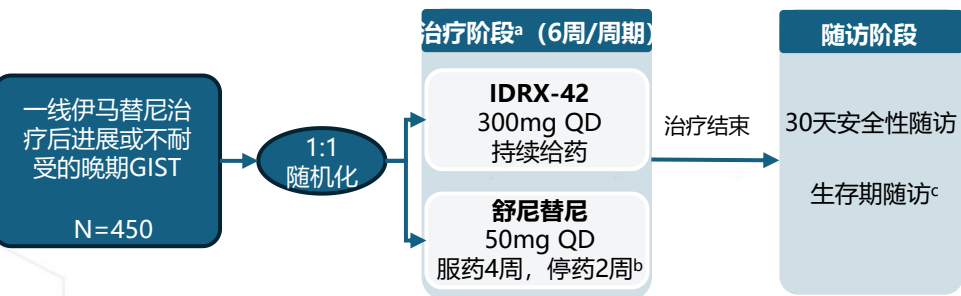 一线伊马替尼治
疗后进展或不耐
受的晚期GIST
N=450
1:1
随机化
治疗阶段ᵃ（6周/周期）
IDRX-42
300mg QD
持续给药
舒尼替尼
50mg QD
服药4周，停药2周ᵇ
治疗结束
随访阶段
30天安全性随访
生存期随访ᶜ